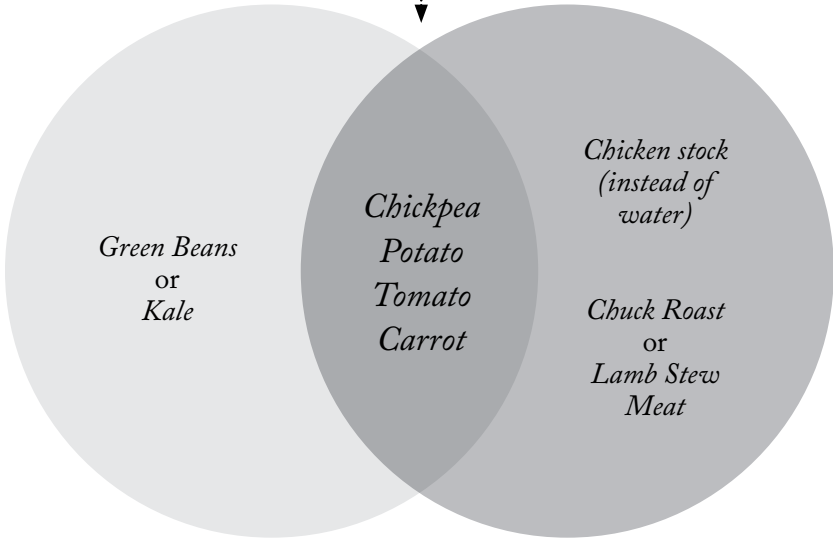 Green Beans
or
Kale
Chickpea
Potato
Tomato
Carrot
Chicken stock
(instead of
water)
Chuck Roast
or
Lamb Stew
Meat